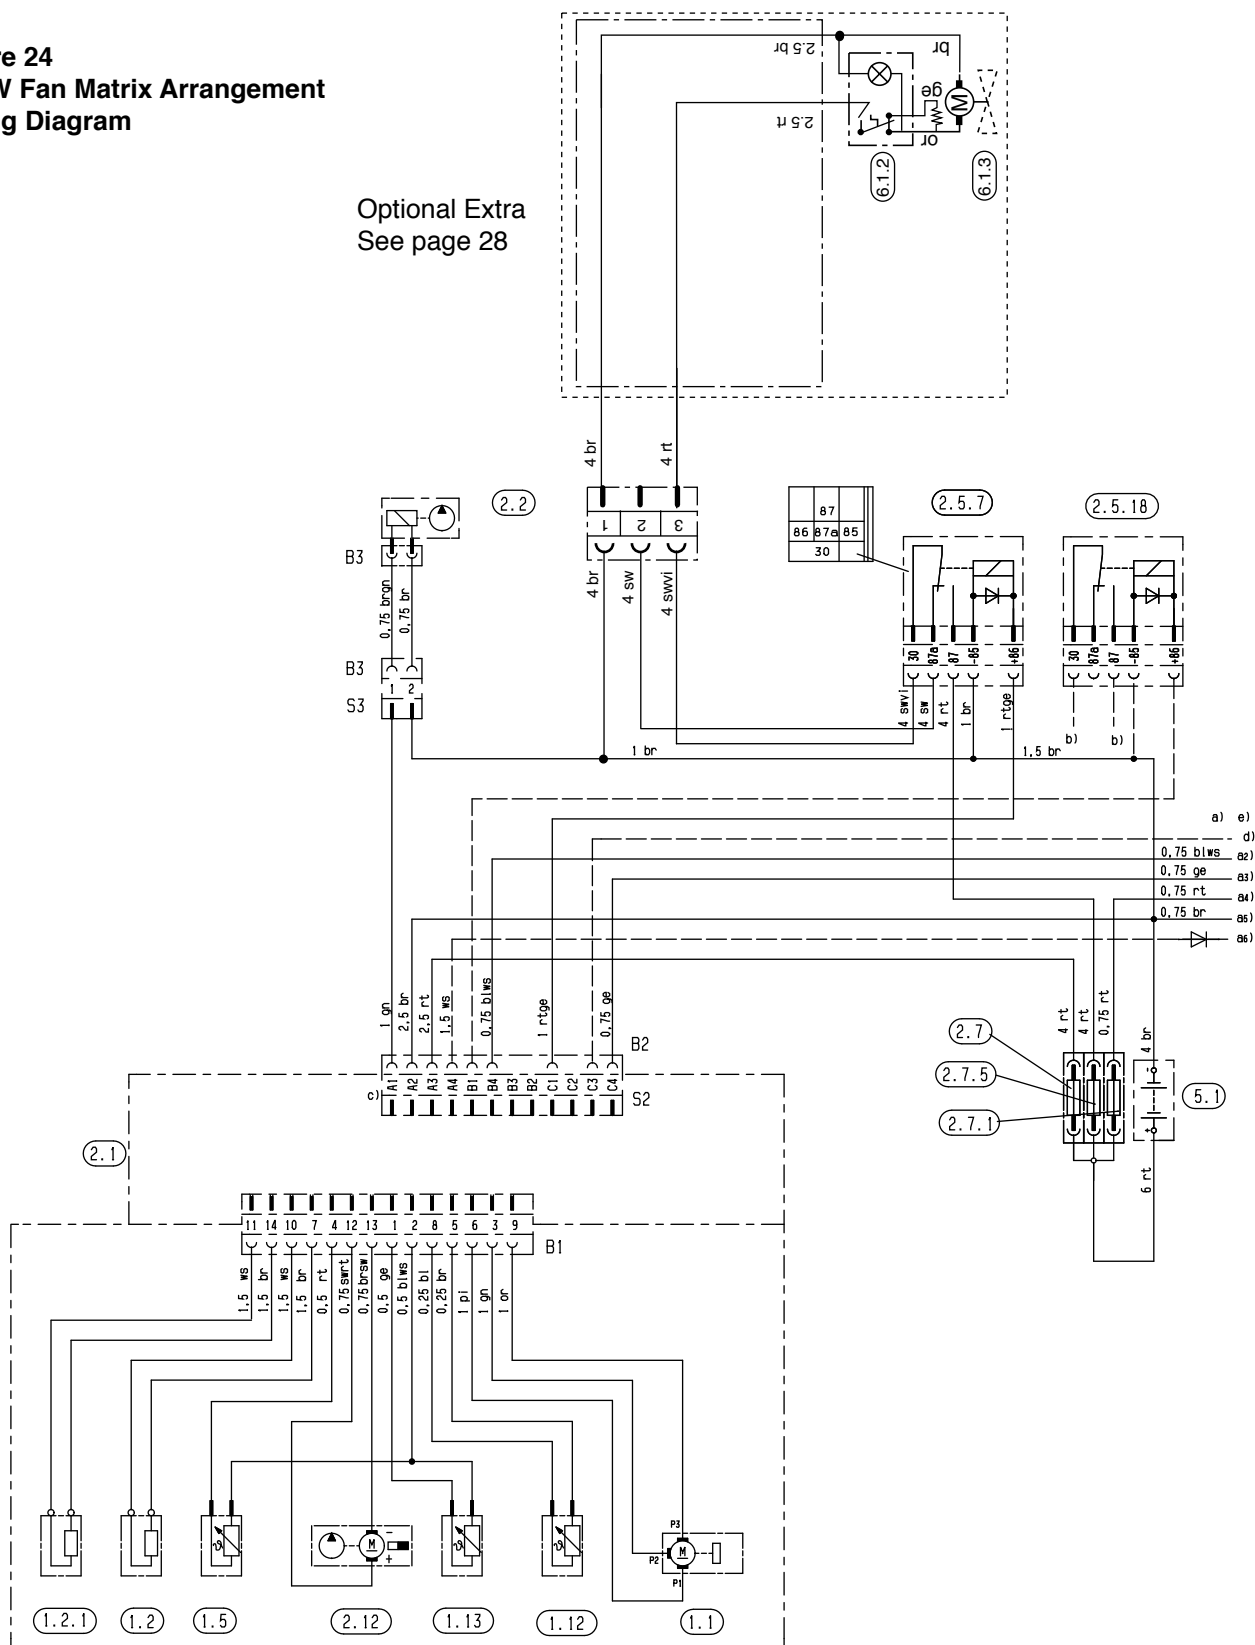 re 24
W Fan Matrix Arrangement
g Diagram
Optional Extra
See page 28
2.5 br
br
2.5 rt
ge
or
6.1.2
6.1.3
4 br
4 rt
2.2
1
2
3
87
86 87a 85
30
2.5.7
2.5.18
B3
0,75 brgn
0,75 br
4 br
4 sw
4 swvi
B3
1 2
S3
30
87a
87
-85
+86
30
87a
87
-85
+86
4 swvi
4 sw
4 rt
1 br
1 rtge
b)
b)
1 br
1,5 br
a) e)
d)
0,75 blws a2)
0,75 ge a3)
0,75 rt a4)
0,75 br a5)
a6)
1 gn
2,5 br
2,5 rt
1,5 ws
0,75 blws
1 rtge
0,75 ge
4 rt
4 rt
0,75 rt
4 br
B2
c)
A1
A2
A3
A4
B1
B4
B3
B2
C1
C2
C3
C4
S2
2.7
2.7.5
2.7.1
-
+
5.1
6 rt
2.1
11 14 10 7 4 12 13 1 2 8 5 6 3 9
B1
1,5 ws
1,5 br
1,5 ws
1,5 br
0,5 rt
0,75 swrt
0,75 brsw
0,5 ge
0,5 blws
0,25 bl
0,25 br
1 pi
1 gn
1 or
M
ϑ
M
-
+
ϑ
ϑ
P3
P2
M
P1
1.2.1
1.2
1.5
2.12
1.13
1.12
1.1